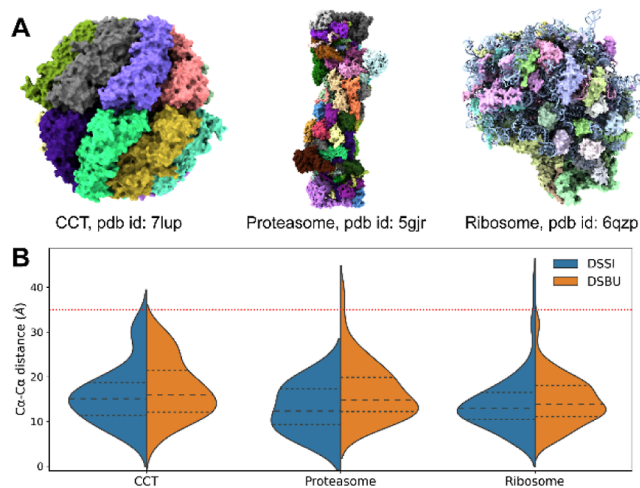 A
CCT, pdb id: 7lup
Proteasome, pdb id: 5gjr
Ribosome, pdb id: 6qzp
B
DSSI
DSBU
Cα-Cα distance (Å)
40
30
20
10
0
CCT
Proteasome
Ribosome